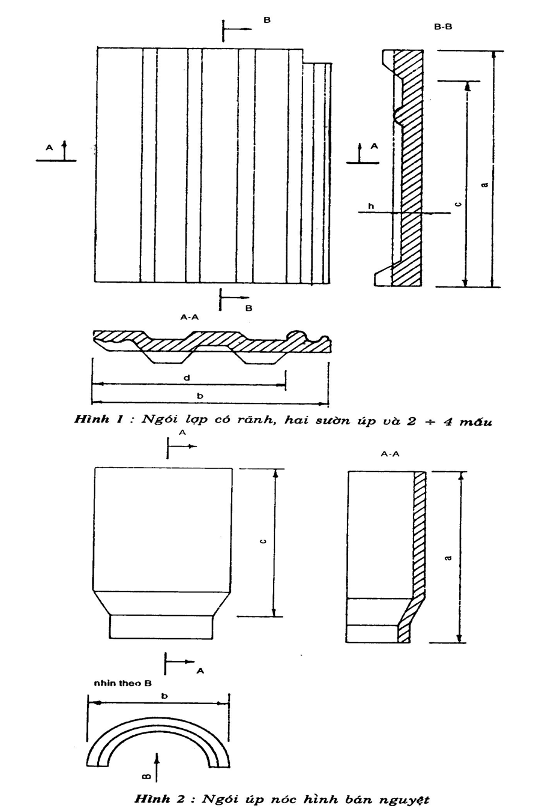 B
B-B
A
A
h
c
a
B
A-A
d
b
Hình 1 : Ngói lợp có rãnh, hai sườn úp và 2 ÷ 4 mấu
A
A-A
c
a
A
nhìn theo B
b
B
Hình 2 : Ngói úp nóc hình bán nguyệt